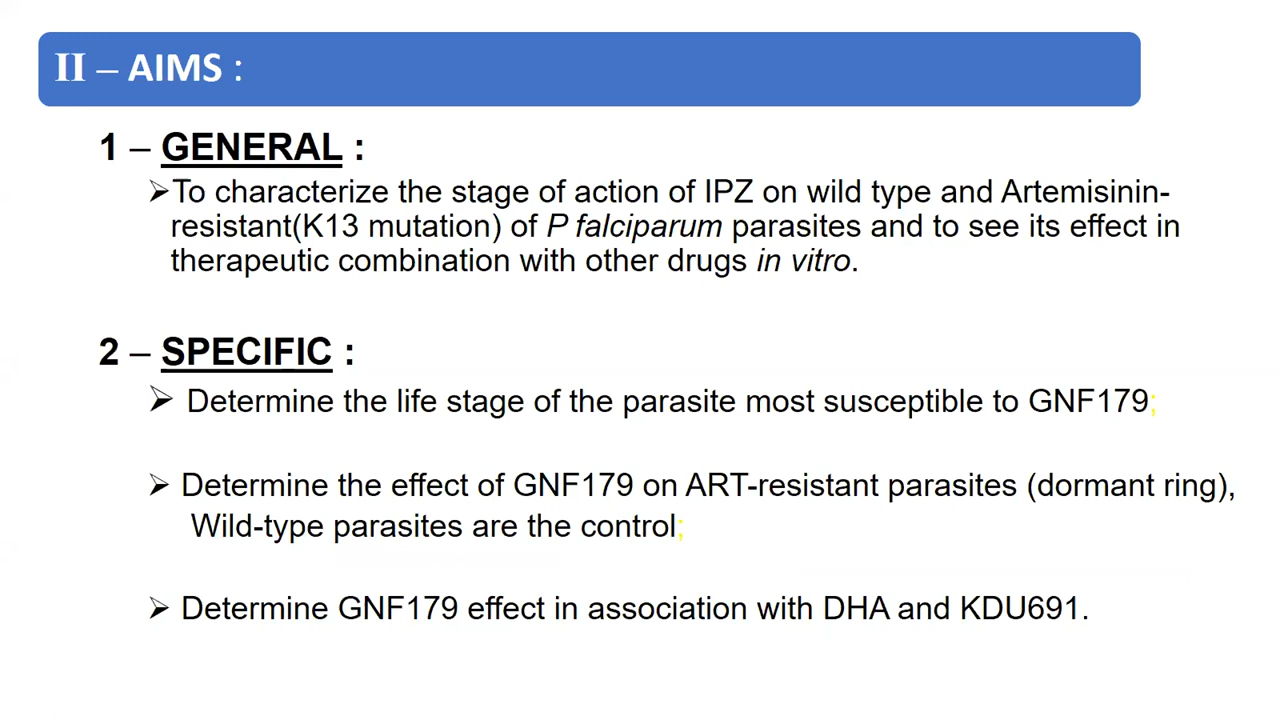 II – AIMS :
1 – GENERAL :
➢To characterize the stage of action of IPZ on wild type and Artemisinin-
resistant(K13 mutation) of P falciparum parasites and to see its effect in
therapeutic combination with other drugs in vitro.
2 – SPECIFIC :
➢ Determine the life stage of the parasite most susceptible to GNF179;
➢ Determine the effect of GNF179 on ART-resistant parasites (dormant ring),
Wild-type parasites are the control;
➢ Determine GNF179 effect in association with DHA and KDU691.